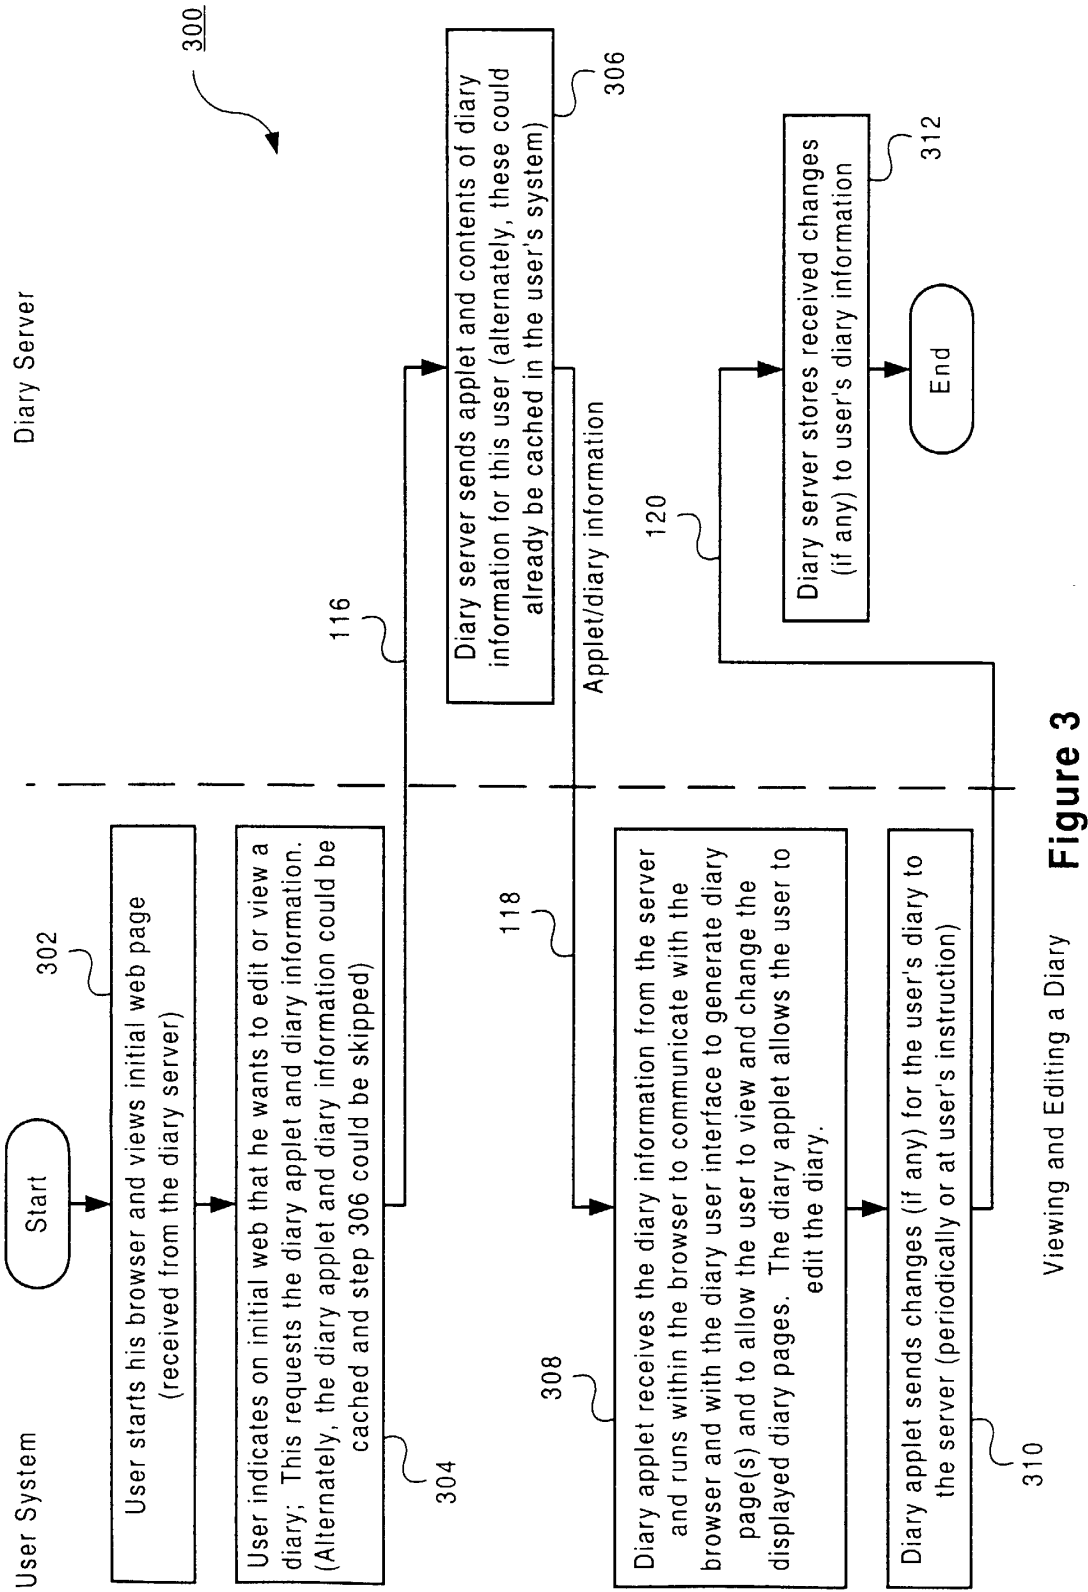 User System
Diary Server
300
Start
302
User starts his browser and views initial web page
(received from the diary server)
User indicates on initial web that he wants to edit or view a
diary; This requests the diary applet and diary information.
(Alternately, the diary applet and diary information could be
cached and step 306 could be skipped)
304
116
Diary server sends applet and contents of diary
information for this user (alternately, these could
already be cached in the user's system)
306
Applet/diary information
118
308
Diary applet receives the diary information from the server
and runs within the browser to communicate with the
browser and with the diary user interface to generate diary
page(s) and to allow the user to view and change the
displayed diary pages. The diary applet allows the user to
edit the diary.
Diary applet sends changes (if any) for the user's diary to
the server (periodically or at user's instruction)
310
120
Diary server stores received changes
(if any) to user's diary information
312
End
Viewing and Editing a Diary
Figure 3